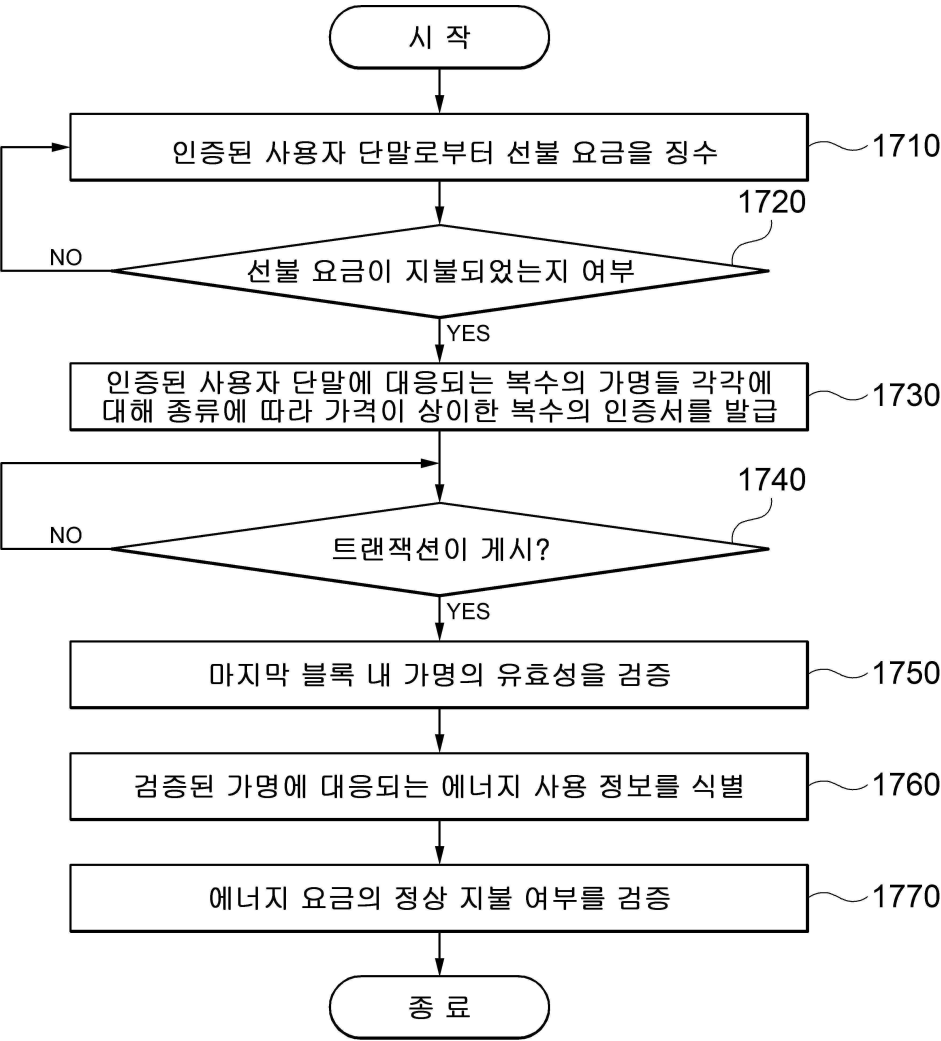 시 작
인증된 사용자 단말로부터 선불 요금을 징수
1710
1720
선불 요금이 지불되었는지 여부
NO
YES
인증된 사용자 단말에 대응되는 복수의 가명들 각각에
대해 종류에 따라 가격이 상이한 복수의 인증서를 발급
1730
1740
트랜잭션이 게시?
NO
YES
마지막 블록 내 가명의 유효성을 검증
1750
검증된 가명에 대응되는 에너지 사용 정보를 식별
1760
에너지 요금의 정상 지불 여부를 검증
1770
종 료